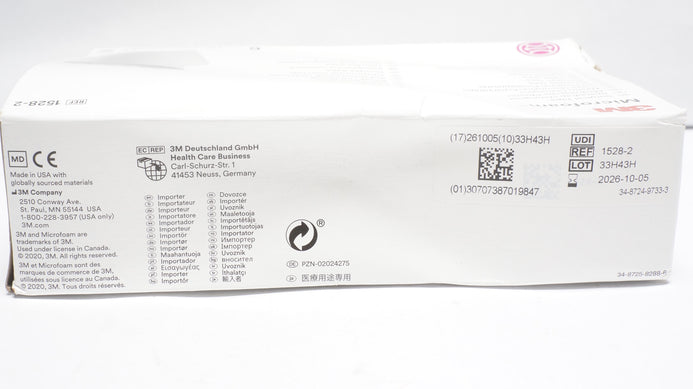 REF 1528-2
3M
Microfoam
MD CE
Made in USA with
globally sourced materials
3M Company
2510 Conway Ave.
St. Paul, MN 55144 USA
1-800-228-3957 (USA only)
3M.com
3M and Microfoam are
trademarks of 3M.
Used under license in Canada.
© 2020, 3M. All rights reserved.
3M et Microfoam sont des
marques de commerce de 3M,
utilisées sous licence au Canada.
© 2020, 3M. Tous droits réservés.
EC REP 3M Deutschland GmbH
Health Care Business
Carl-Schurz-Str. 1
41453 Neuss, Germany
Importer
Importateur
Importeur
Importatore
Importador
Importeur
Importör
Importør
Importør
Maahantuoja
Importador
Εισαγωγέας
Importer
Importőr
Dovozce
Dovozca
Uvoznik
Maaletooja
Importētājs
Importuotojas
Importator
Импортер
Імпортер
Uvoznik
вносител
Uvoznik
İthalatçı
輸入者
®
PZN-02024275
医療用途専用
(17)261005(10)33H43H
(01)30707387019847
UDI
REF 1528-2
LOT 33H43H
2026-10-05
34-8724-9733-3
34-8725-8288-6